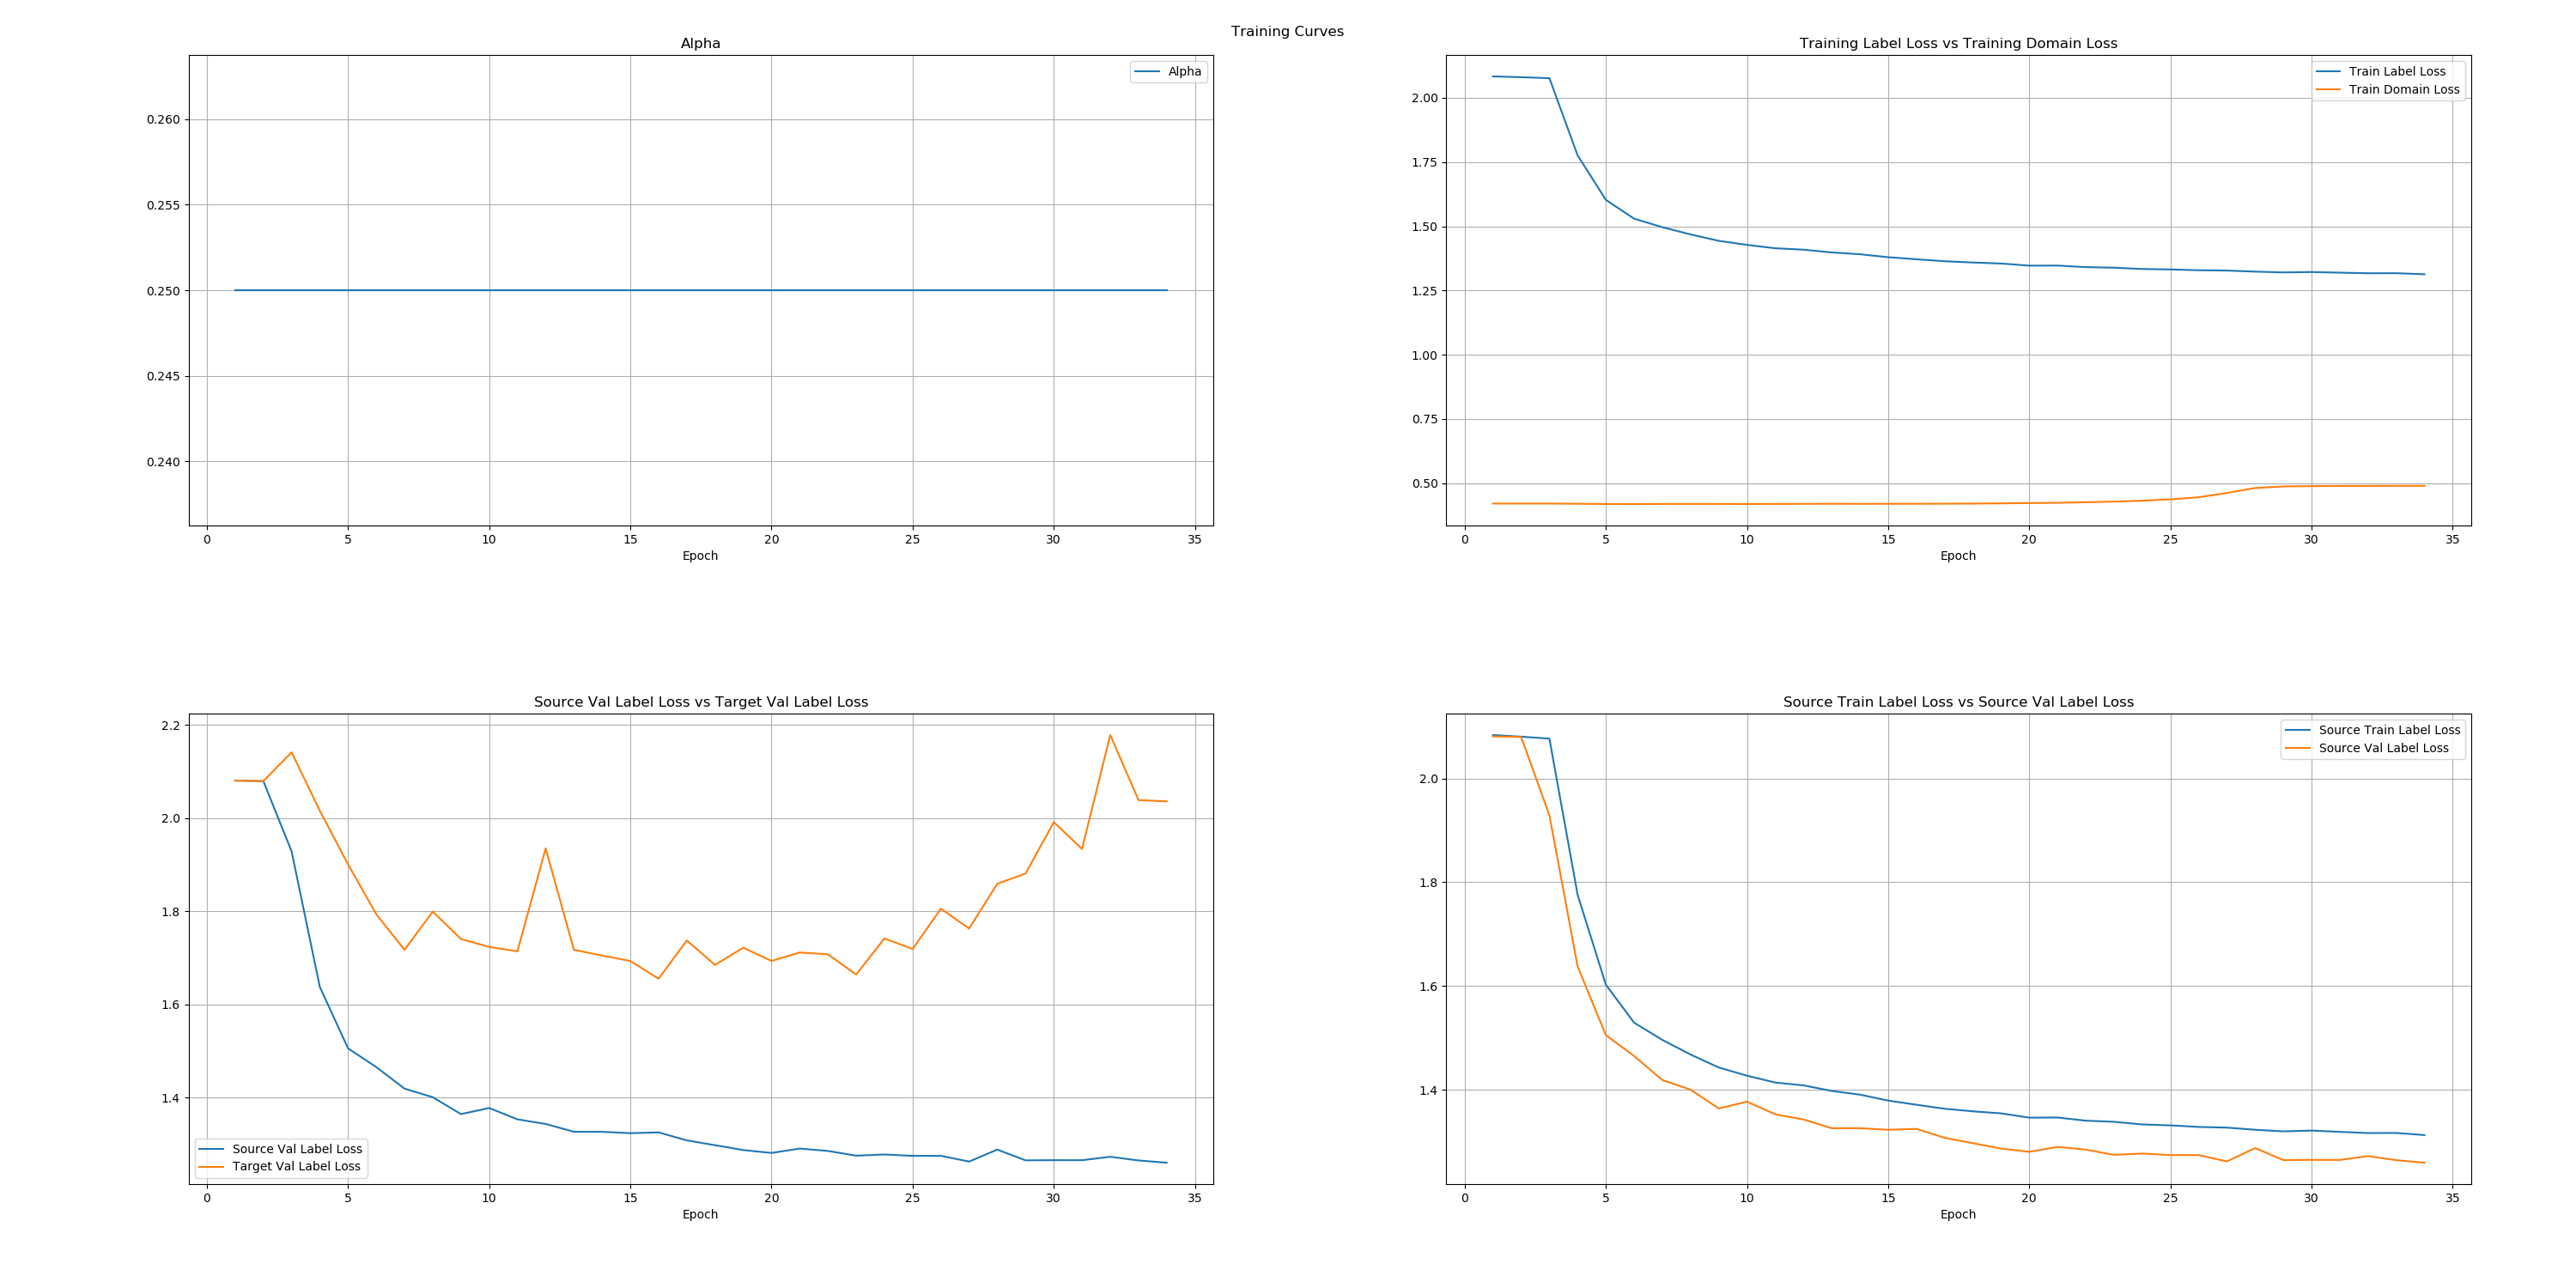 Training Curves
Alpha
Alpha
0.260
0.255
0.250
0.245
0.240
0 5 10 15 20 25 30 35
Epoch
Training Label Loss vs Training Domain Loss
Train Label Loss
Train Domain Loss
2.00
1.75
1.50
1.25
1.00
0.75
0.50
0 5 10 15 20 25 30 35
Epoch
Source Val Label Loss vs Target Val Label Loss
2.2
2.0
1.8
1.6
1.4
Source Val Label Loss
Target Val Label Loss
0 5 10 15 20 25 30 35
Epoch
Source Train Label Loss vs Source Val Label Loss
Source Train Label Loss
Source Val Label Loss
2.0
1.8
1.6
1.4
0 5 10 15 20 25 30 35
Epoch